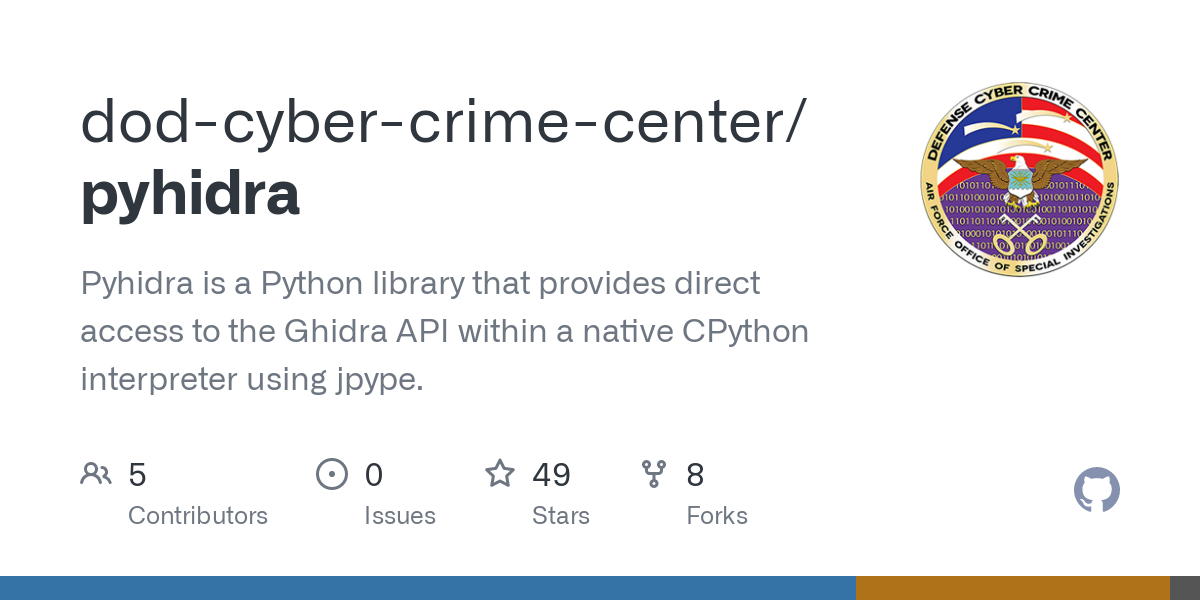 dod-cyber-crime-center/
pyhidra
Pyhidra is a Python library that provides direct
access to the Ghidra API within a native CPython
interpreter using jpype.
5
Contributors
0
Issues
49
Stars
8
Forks
DEFENSE CYBER CRIME CENTER
AIR FORCE OFFICE OF SPECIAL INVESTIGATIONS